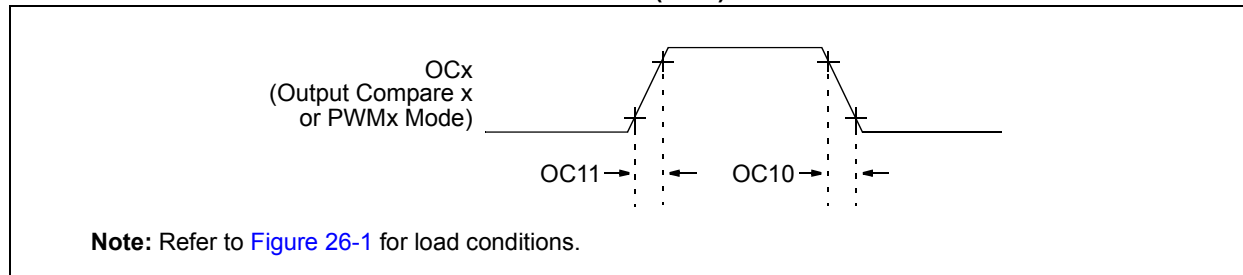 OCx
(Output Compare x
or PWMx Mode)
OC11
OC10
Note: Refer to Figure 26-1 for load conditions.